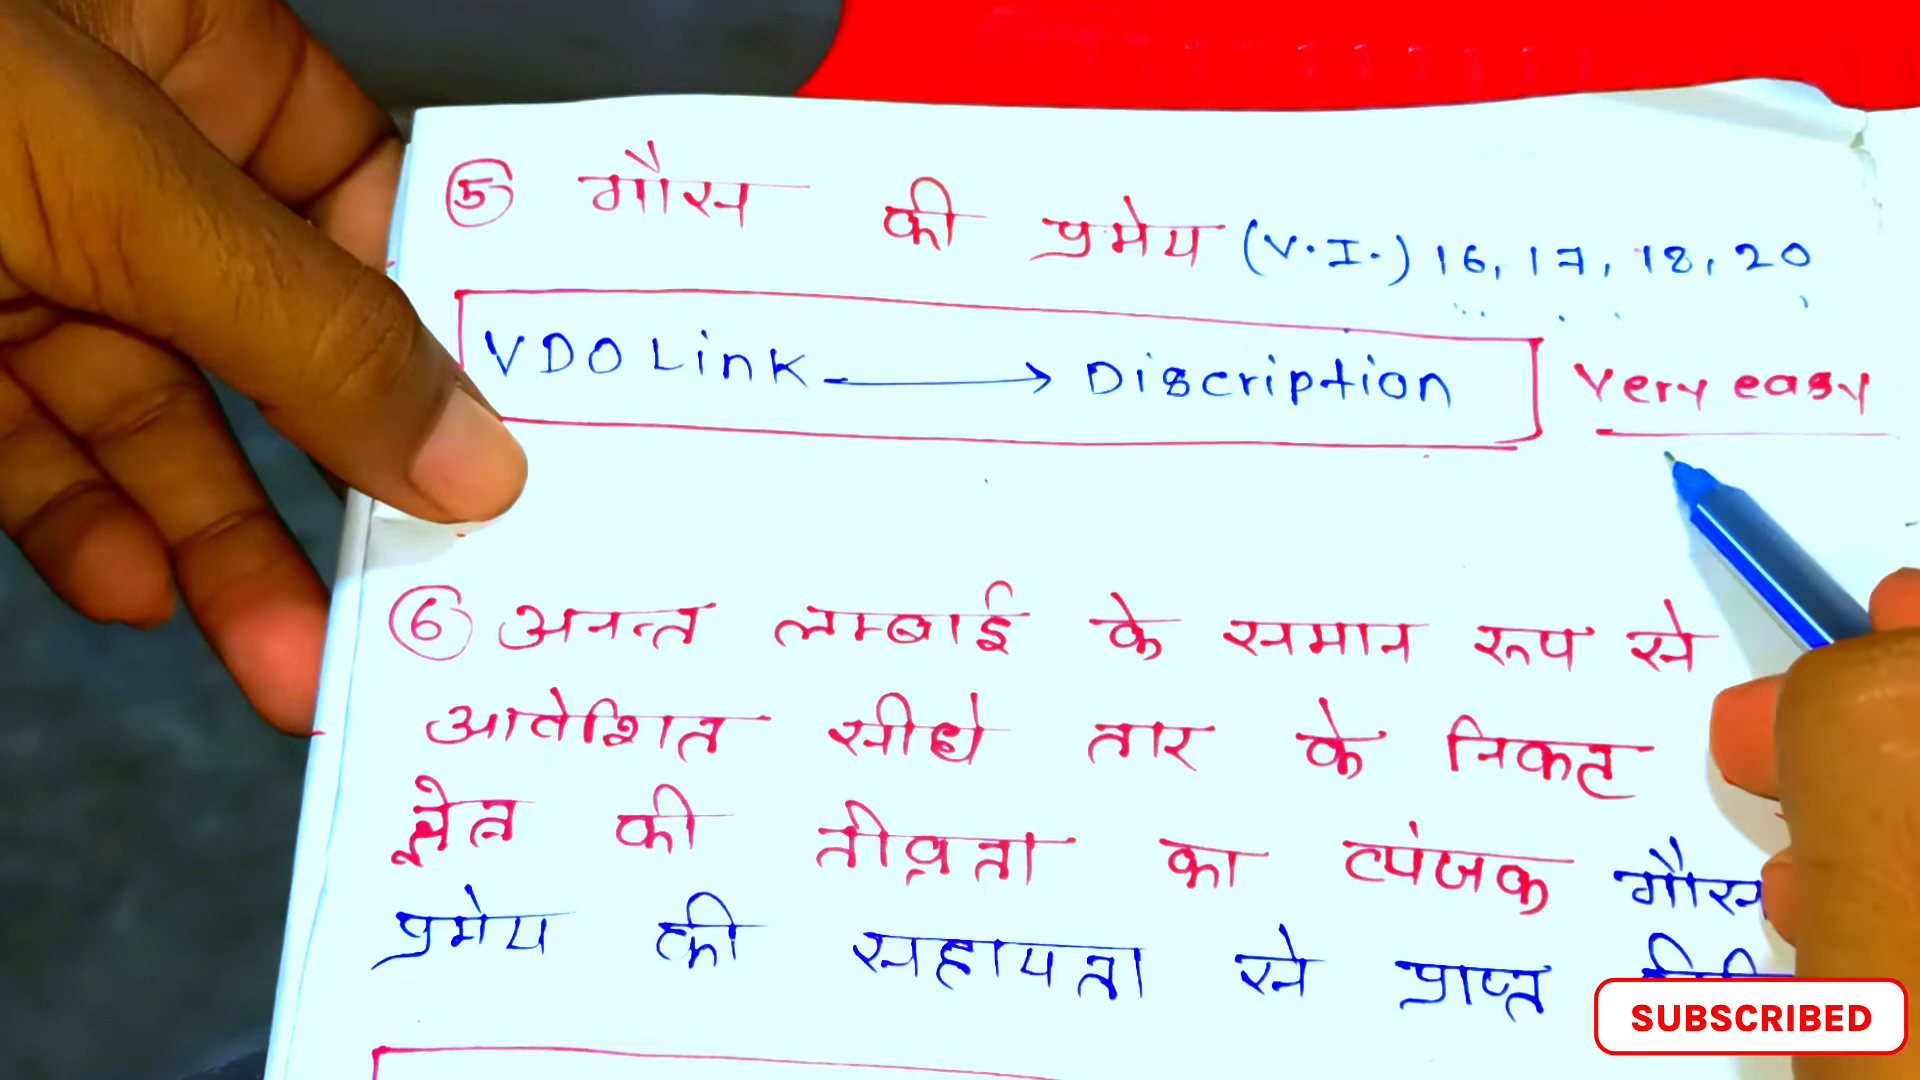 5 गौस की प्रमेय (V.I.) 16, 17, 18, 20
VDO Link → Discription Very easy
6 अनन्त लम्बाई के समान रूप से
आवेशित सीधे तार के निकट
क्षेत्र की तीव्रता का व्यंजक गौस
प्रमेय की सहायता से प्राप्त
SUBSCRIBED